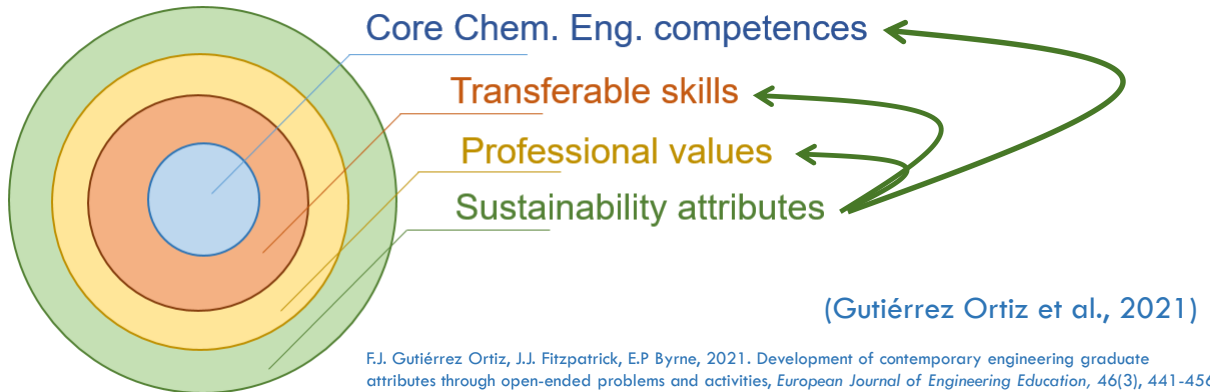 Core Chem. Eng. competences
Transferable skills
Professional values
Sustainability attributes
(Gutiérrez Ortiz et al., 2021)
F.J. Gutiérrez Ortiz, J.J. Fitzpatrick, E.P Byrne, 2021. Development of contemporary engineering graduate
attributes through open-ended problems and activities, European Journal of Engineering Education, 46(3), 441-456